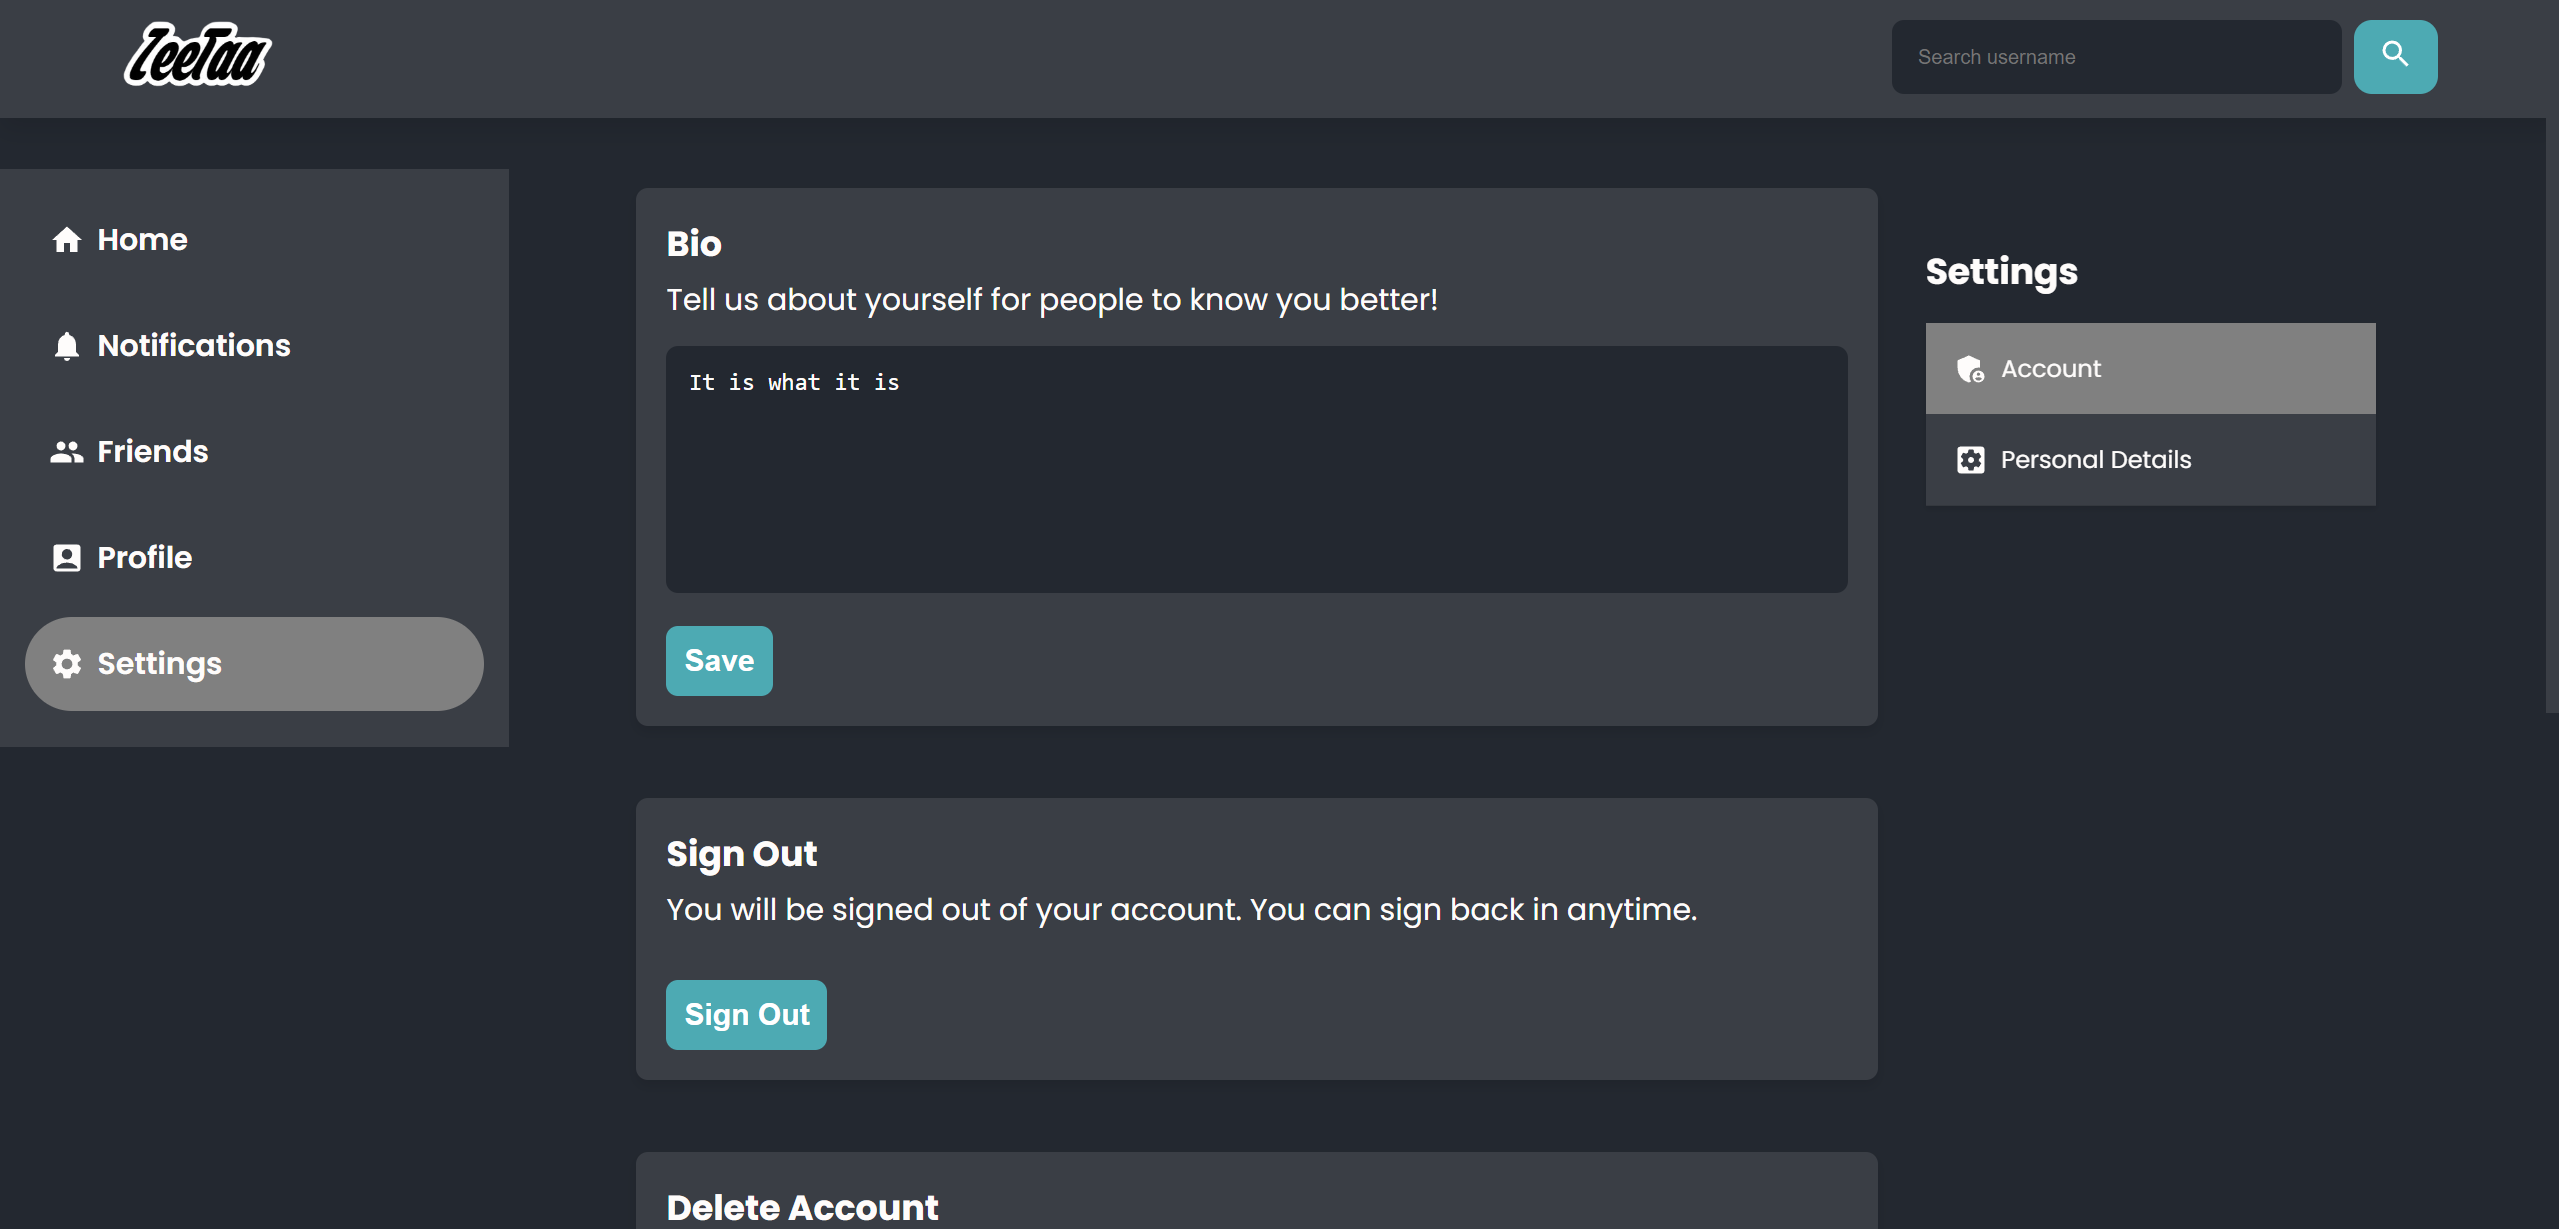 ZeeTaa
Search username
Home
Notifications
Friends
Profile
Settings
Bio
Tell us about yourself for people to know you better!
It is what it is
Save
Sign Out
You will be signed out of your account. You can sign back in anytime.
Sign Out
Delete Account
Settings
Account
Personal Details